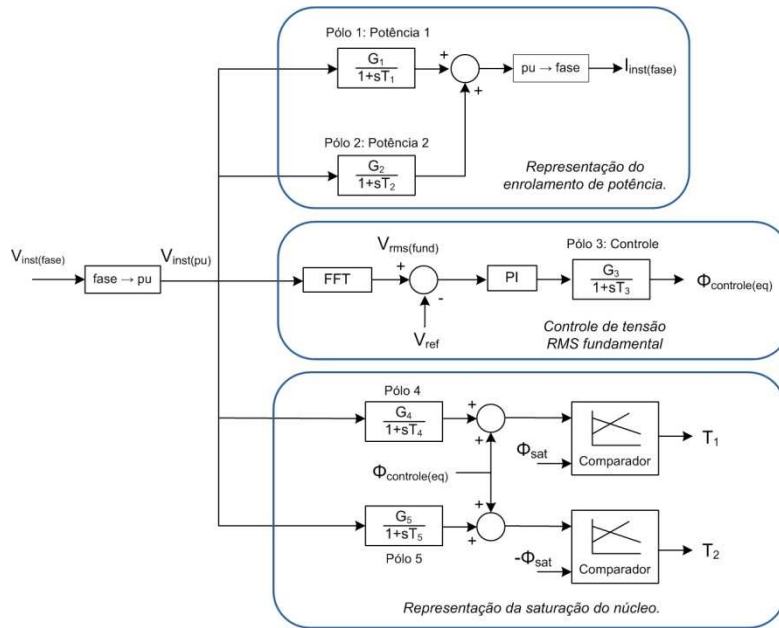 Pólo 1: Potência 1
G1
1+sT1
+
+
pu → fase
Iinst(fase)
Pólo 2: Potência 2
G2
1+sT2
Representação do
enrolamento de potência.
Vinst(fase)
fase → pu
Vinst(pu)
FFT
Vrms(fund)
+
-
Vref
PI
Pólo 3: Controle
G3
1+sT3
Φcontrole(eq)
Controle de tensão
RMS fundamental
Pólo 4
G4
1+sT4
+
+
Φsat
Comparador
T1
Φcontrole(eq)
G5
1+sT5
Pólo 5
+
+
-Φsat
Comparador
T2
Representação da saturação do núcleo.